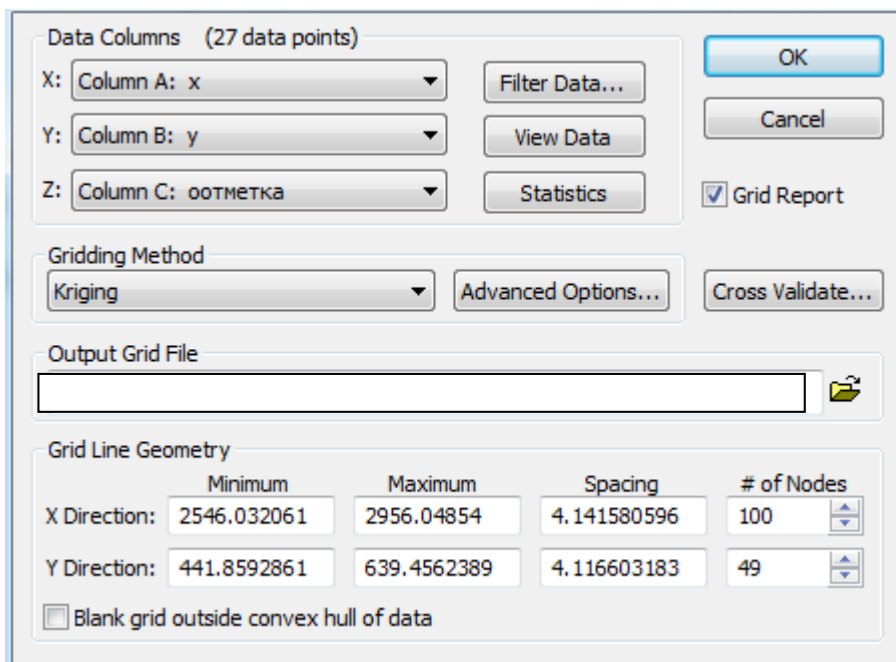 Data Columns (27 data points)
X: Column A: x
Filter Data...
OK
Y: Column B: y
View Data
Cancel
Z: Column C: оотметка
Statistics
Grid Report
Gridding Method
Kriging
Advanced Options...
Cross Validate...
Output Grid File
Grid Line Geometry
Minimum Maximum Spacing # of Nodes
X Direction: 2546.032061 2956.04854 4.141580596 100
Y Direction: 441.8592861 639.4562389 4.116603183 49
Blank grid outside convex hull of data